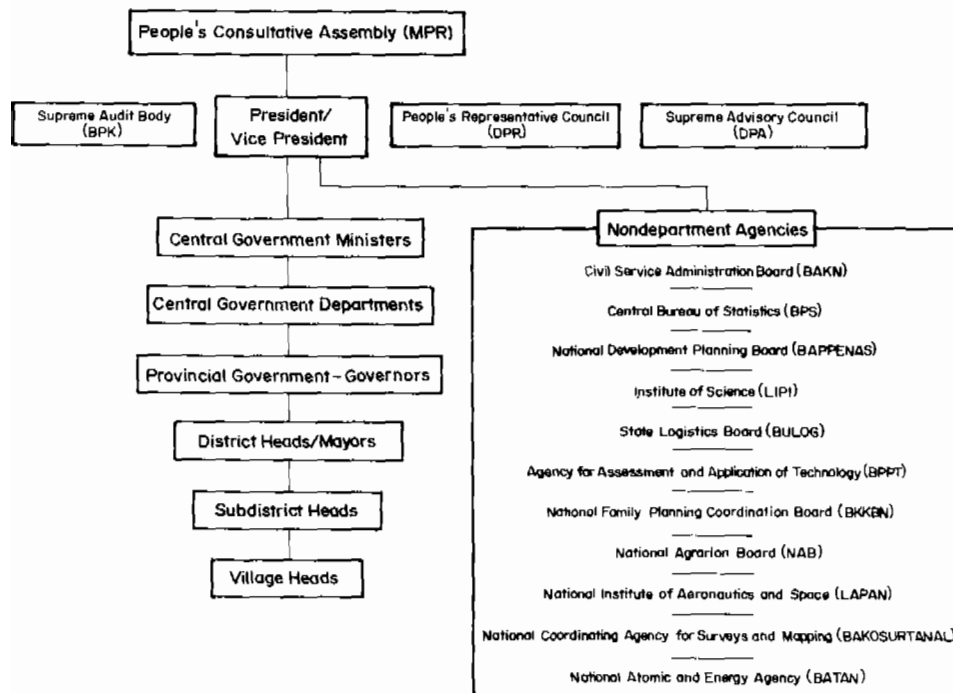 People's Consultative Assembly (MPR)
Supreme Audit Body
(BPK)
President/
Vice President
People's Representative Council
(DPR)
Supreme Advisory Council
(DPA)
Central Government Ministers
Central Government Departments
Provincial Government-Governors
District Heads/Mayors
Subdistrict Heads
Village Heads
Nondepartment Agencies
Civil Service Administration Board (BAKN)
Central Bureau of Statistics (BPS)
National Development Planning Board (BAPPENAS)
Institute of Science (LIPI)
State Logistics Board (BULOG)
Agency for Assessment and Application of Technology (BPPT)
National Family Planning Coordination Board (BKKBN)
National Agrarian Board (NAB)
National Institute of Aeronautics and Space (LAPAN)
National Coordinating Agency for Surveys and Mapping (BAKOSURTANAL)
National Atomic and Energy Agency (BATAN)